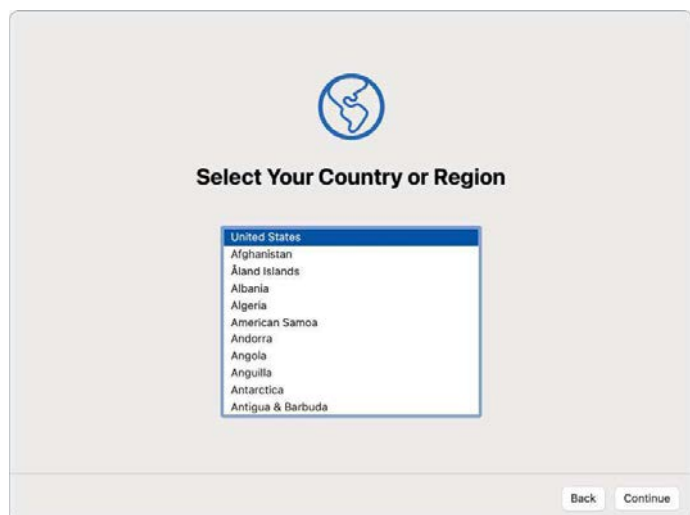 Select Your Country or Region
United States
Afghanistan
Åland Islands
Albania
Algeria
American Samoa
Andorra
Angola
Anguilla
Antarctica
Antigua & Barbuda
Back Continue